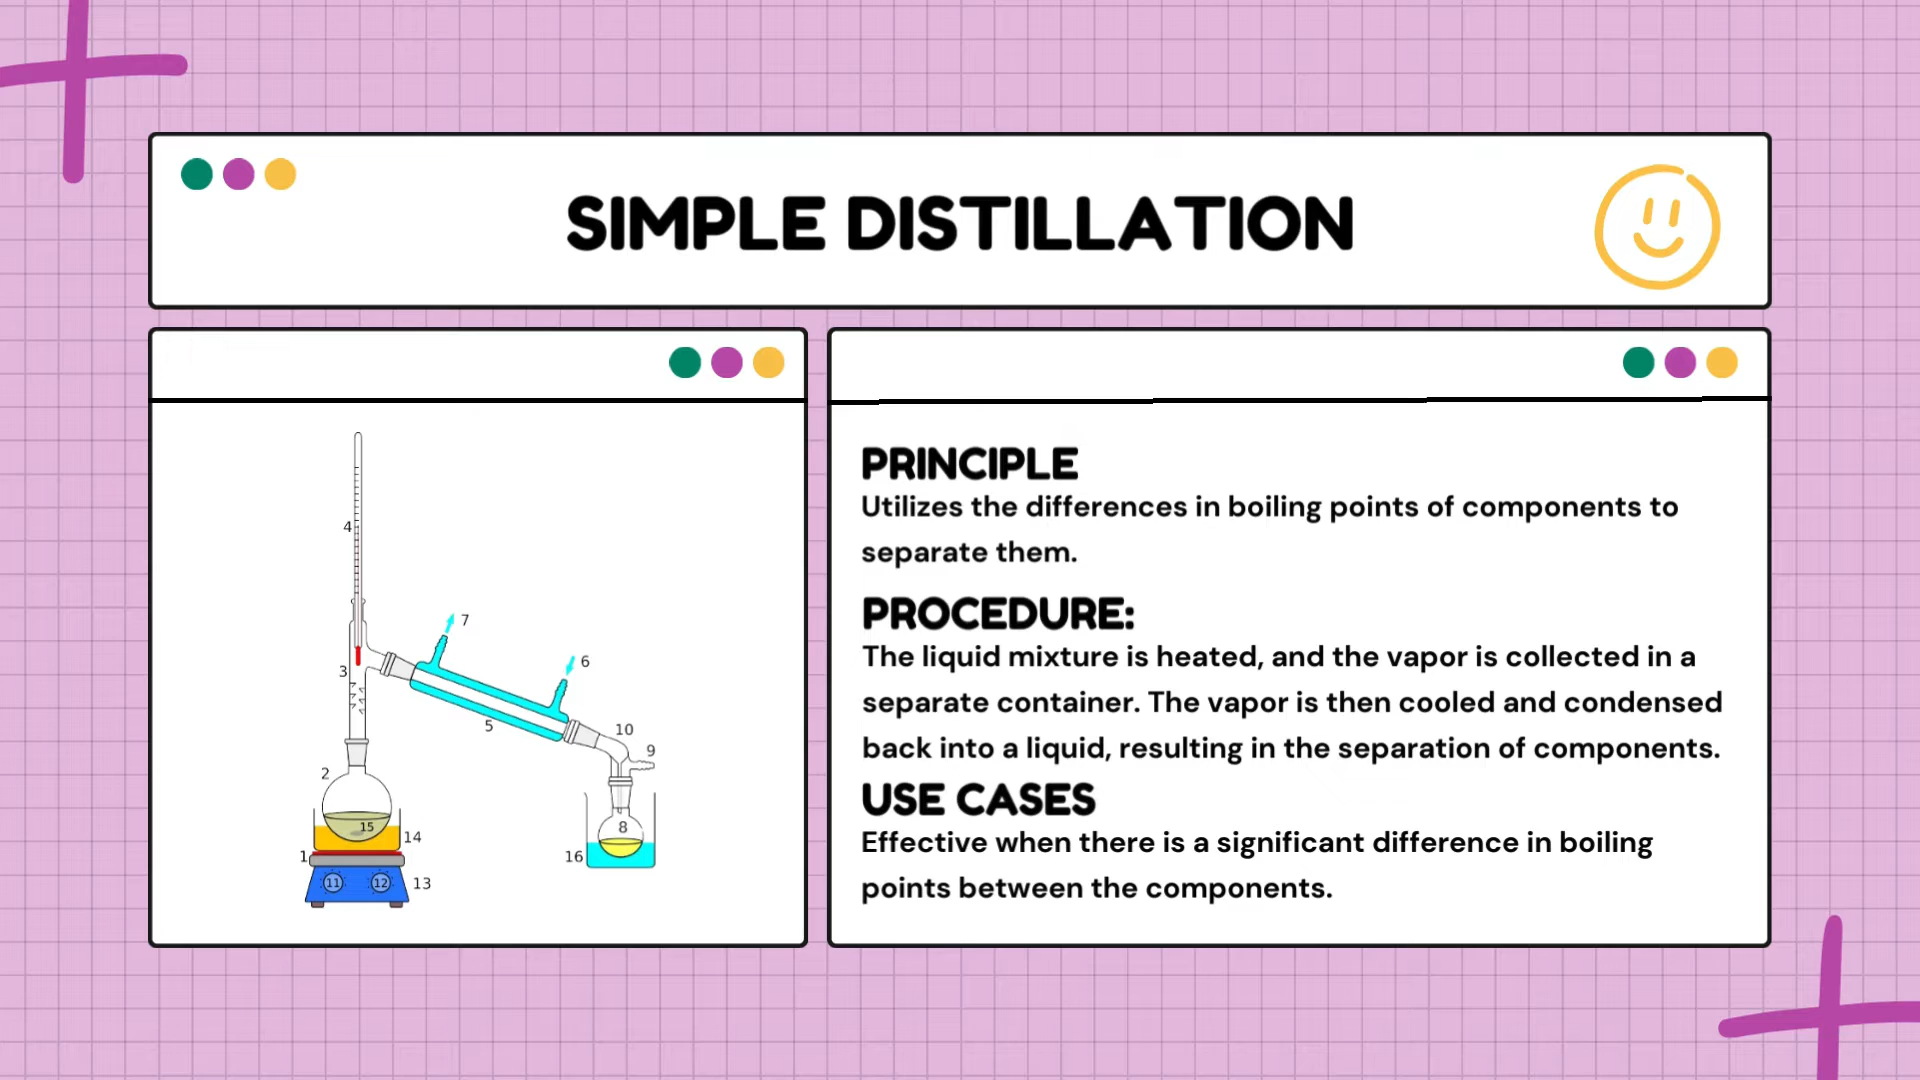 SIMPLE DISTILLATION
4
7
6
3
5
10
9
2
15
8
14
1
16
11
12
13
PRINCIPLE
Utilizes the differences in boiling points of components to
separate them.
PROCEDURE:
The liquid mixture is heated, and the vapor is collected in a
separate container. The vapor is then cooled and condensed
back into a liquid, resulting in the separation of components.
USE CASES
Effective when there is a significant difference in boiling
points between the components.